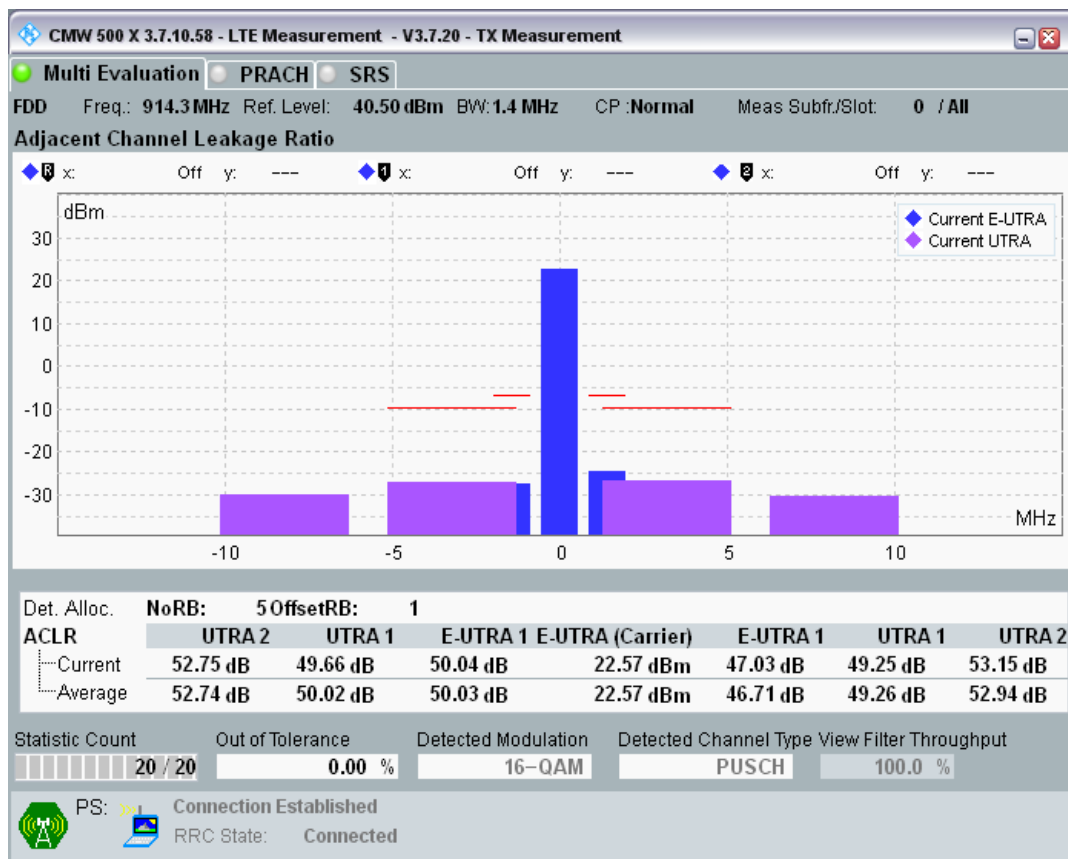 CMW 500 X 3.7.10.58 - LTE Measurement - V3.7.20 - TX Measurement
Multi Evaluation PRACH SRS
FDD Freq.: 914.3 MHz Ref. Level: 40.50 dBm BW: 1.4 MHz CP :Normal Meas Subfr./Slot: 0 / All
Adjacent Channel Leakage Ratio
R x: Off y: --- 1 x: Off y: --- 2 x: Off y: ---
dBm
Current E-UTRA
Current UTRA
30
20
10
0
-10
-20
-30
MHz
-10 -5 0 5 10
Det. Alloc. NoRB: 5 OffsetRB: 1
ACLR UTRA 2 UTRA 1 E-UTRA 1 E-UTRA (Carrier) E-UTRA 1 UTRA 1 UTRA 2
Current 52.75 dB 49.66 dB 50.04 dB 22.57 dBm 47.03 dB 49.25 dB 53.15 dB
Average 52.74 dB 50.02 dB 50.03 dB 22.57 dBm 46.71 dB 49.26 dB 52.94 dB
Statistic Count Out of Tolerance Detected Modulation Detected Channel Type View Filter Throughput
20 / 20 0.00 % 16-QAM PUSCH 100.0 %
PS: Connection Established
RRC State: Connected